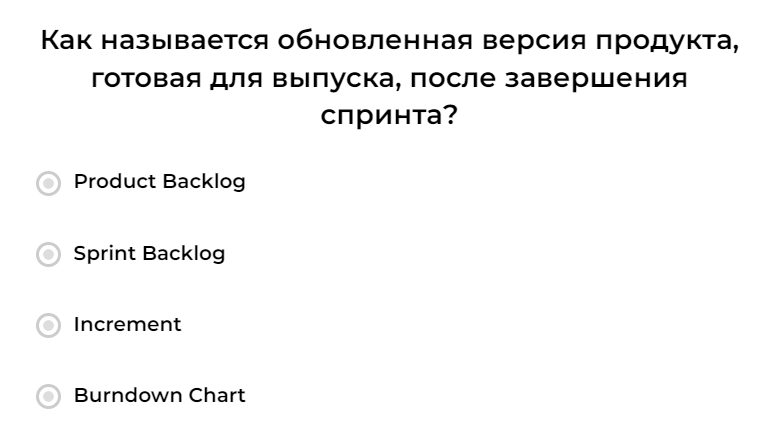 Как называется обновленная версия продукта,
готовая для выпуска, после завершения
спринта?
Product Backlog
Sprint Backlog
Increment
Burndown Chart